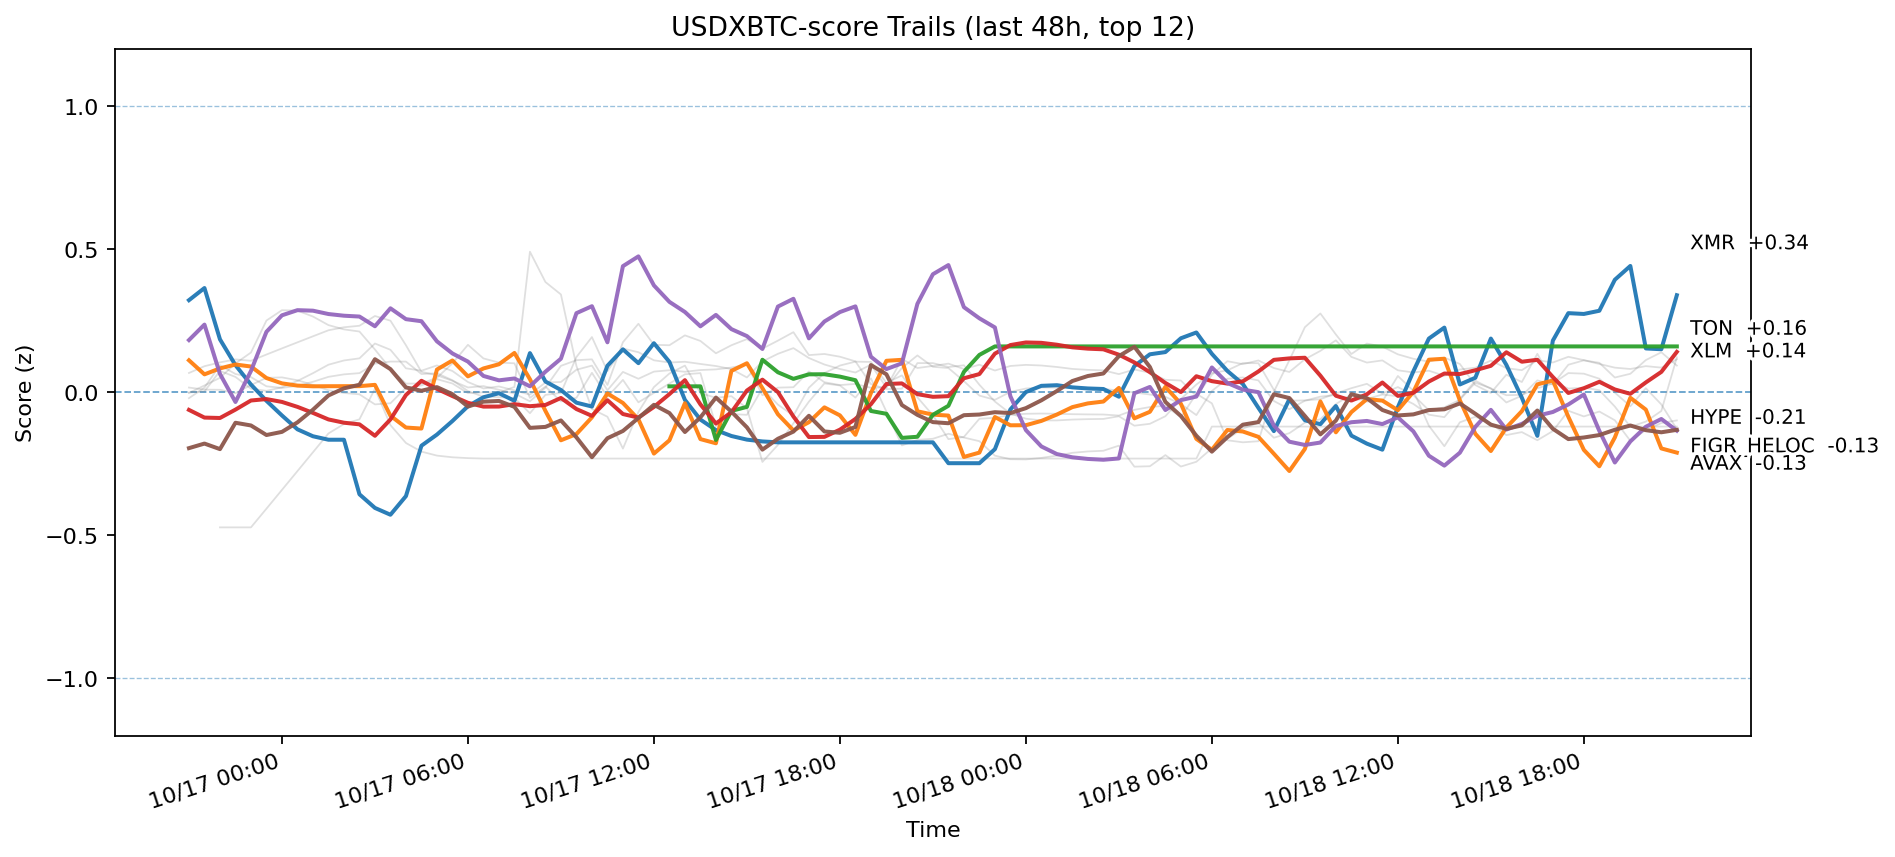 USDXBTC-score Trails (last 48h, top 12)
Score (z)
1.0
0.5
0.0
−0.5
−1.0
XMR +0.34
TON +0.16
XLM +0.14
HYPE -0.21
FIGR_HELOC -0.13
AVAX -0.13
10/17 00:00
10/17 06:00
10/17 12:00
10/17 18:00
10/18 00:00
10/18 06:00
10/18 12:00
10/18 18:00
Time